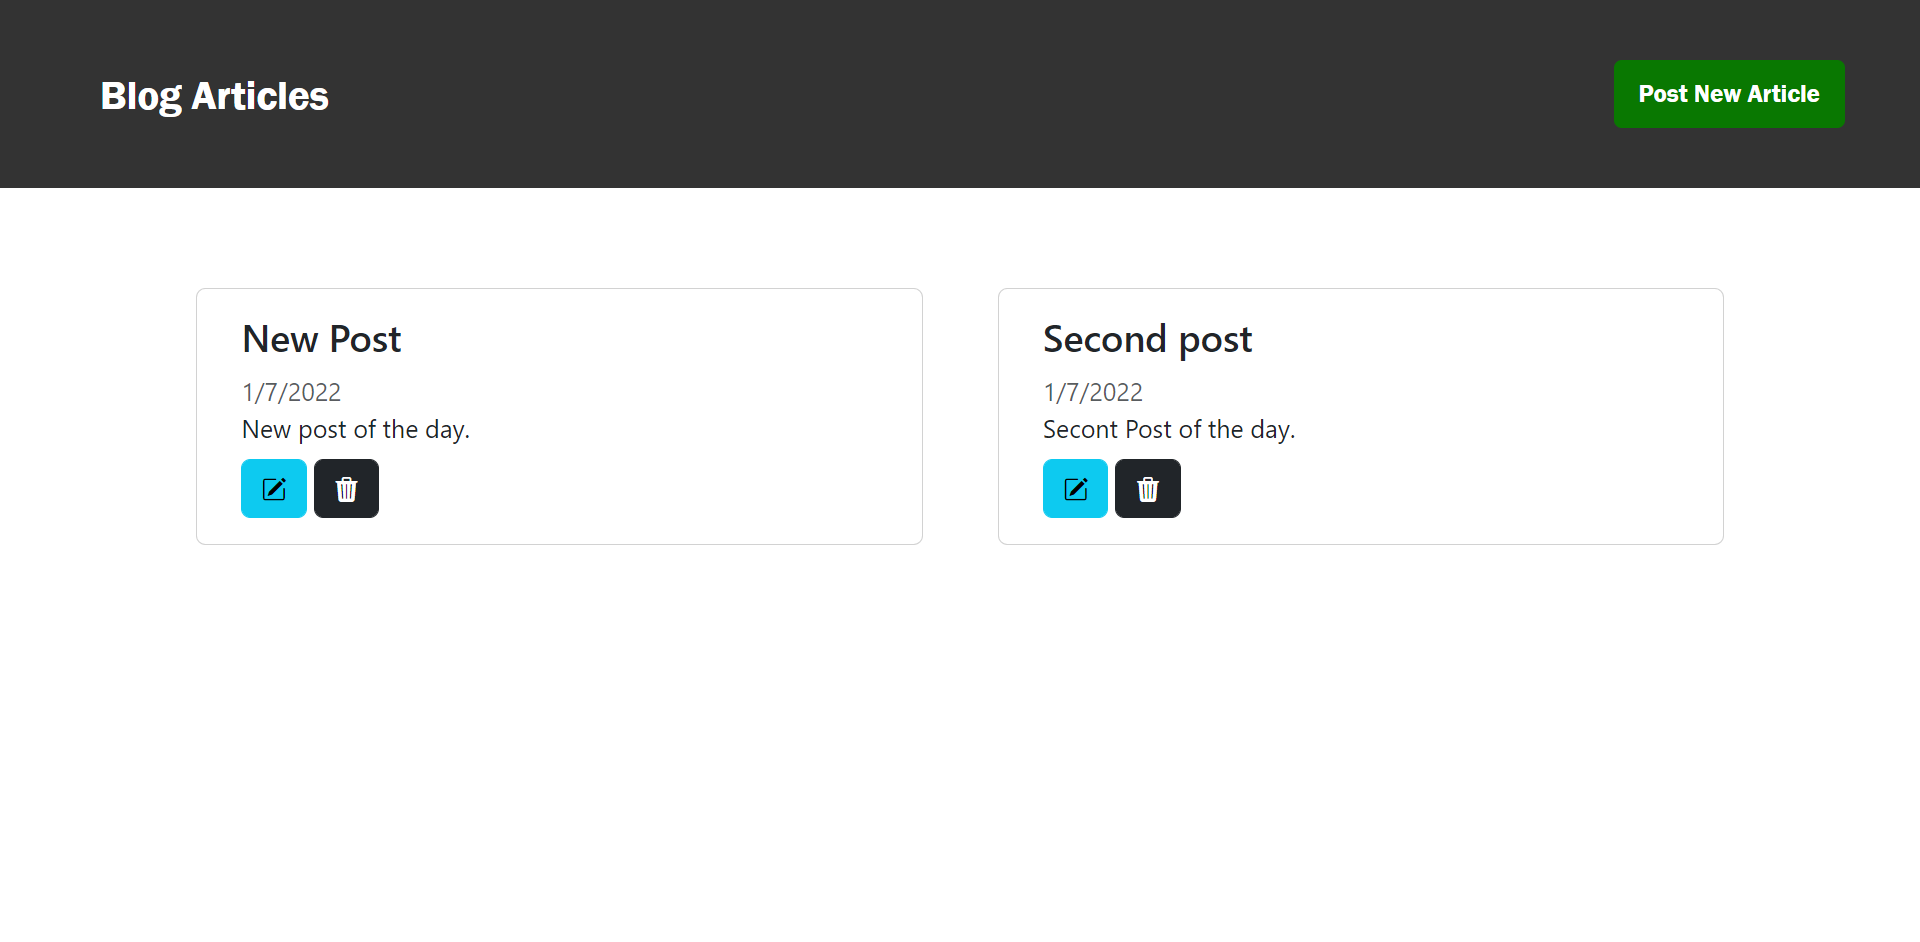 Blog Articles
Post New Article
New Post
1/7/2022
New post of the day.
Second post
1/7/2022
Secont Post of the day.